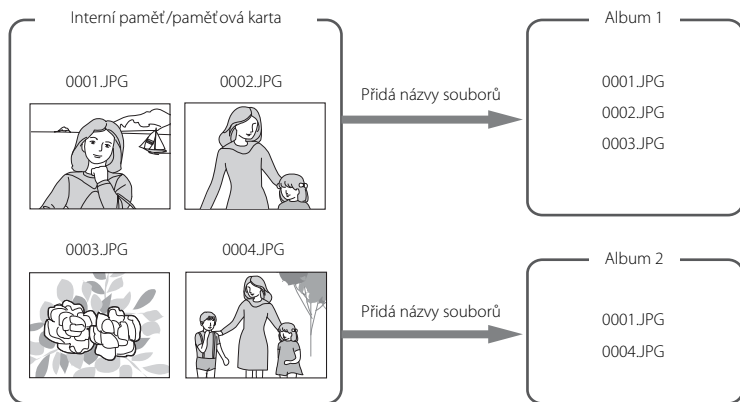 Interní paměť/paměťová karta
0001.JPG
0002.JPG
0003.JPG
0004.JPG
Přidá názvy souborů
Album 1
0001.JPG
0002.JPG
0003.JPG
Přidá názvy souborů
Album 2
0001.JPG
0004.JPG